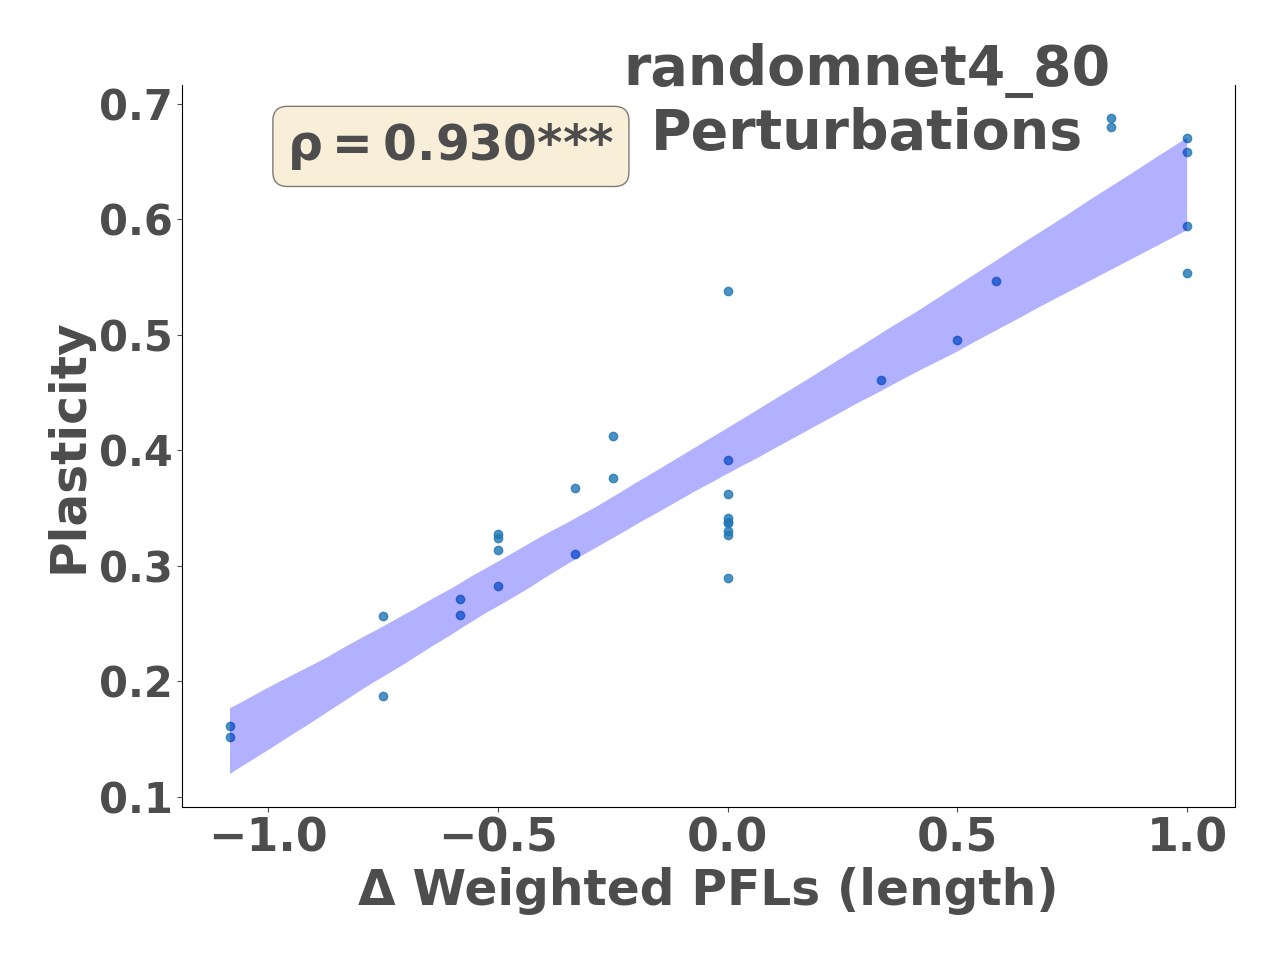 randomnet4_80
Perturbations
ρ = 0.930***
0.7
0.6
0.5
0.4
0.3
0.2
0.1
Plasticity
−1.0 −0.5 0.0 0.5 1.0
Δ Weighted PFLs (length)